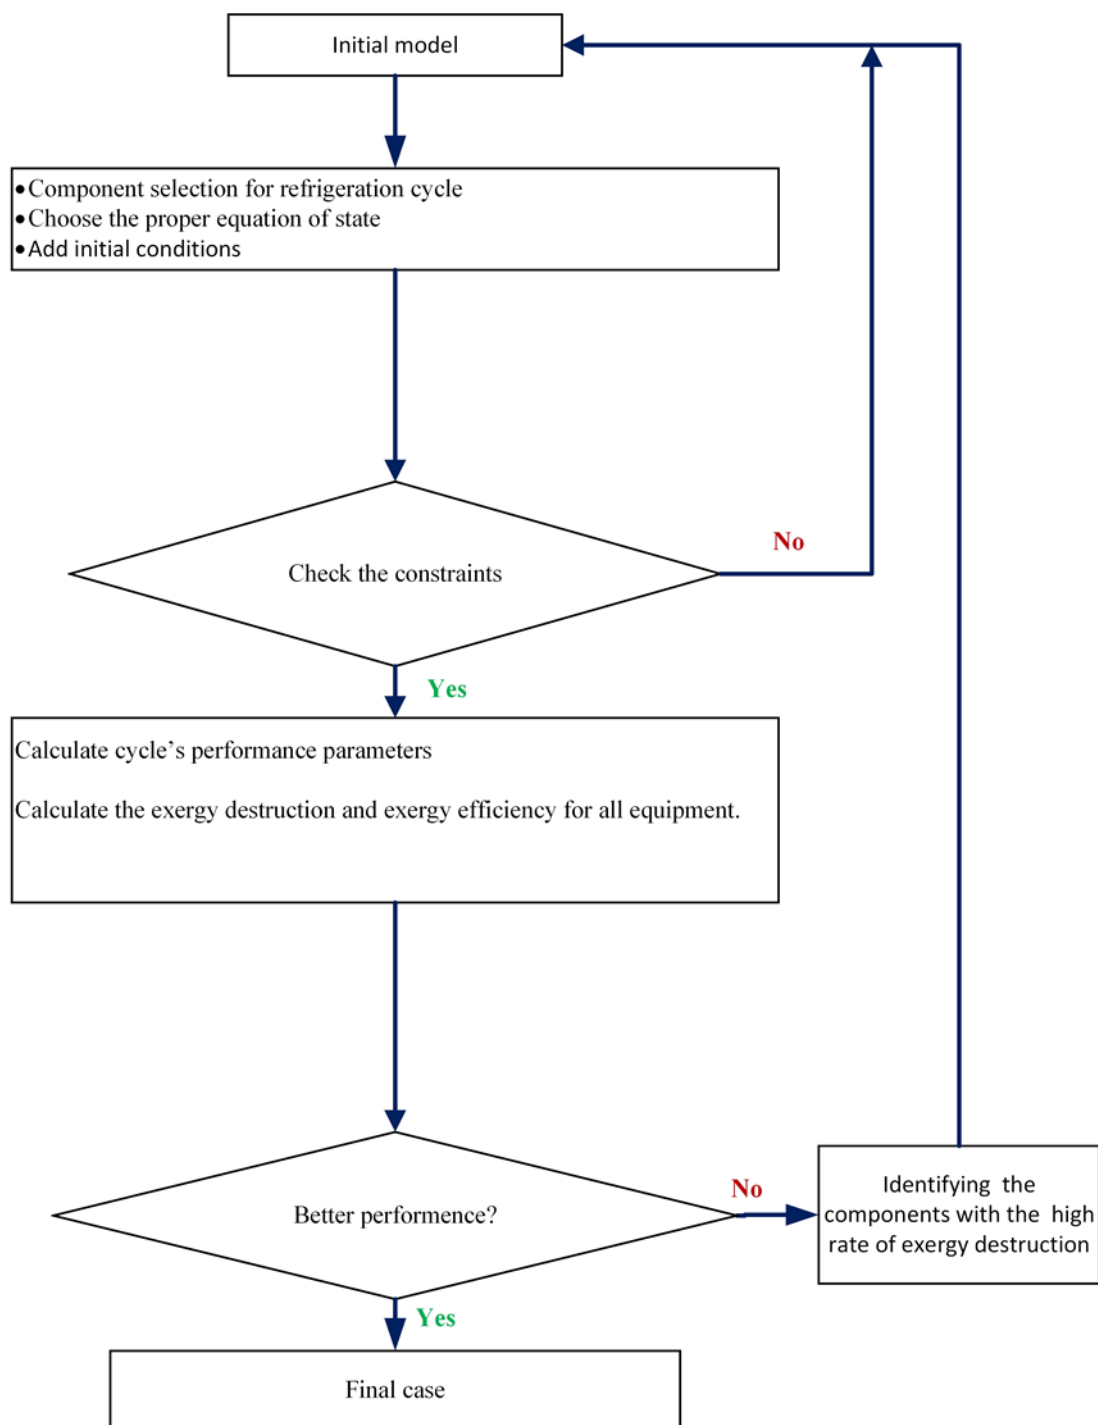 Initial model
•Component selection for refrigeration cycle
•Choose the proper equation of state
•Add initial conditions
Check the constraints
No
Yes
Calculate cycle’s performance parameters
Calculate the exergy destruction and exergy efficiency for all equipment.
Better performence?
No
Identifying the
components with the high
rate of exergy destruction
Yes
Final case